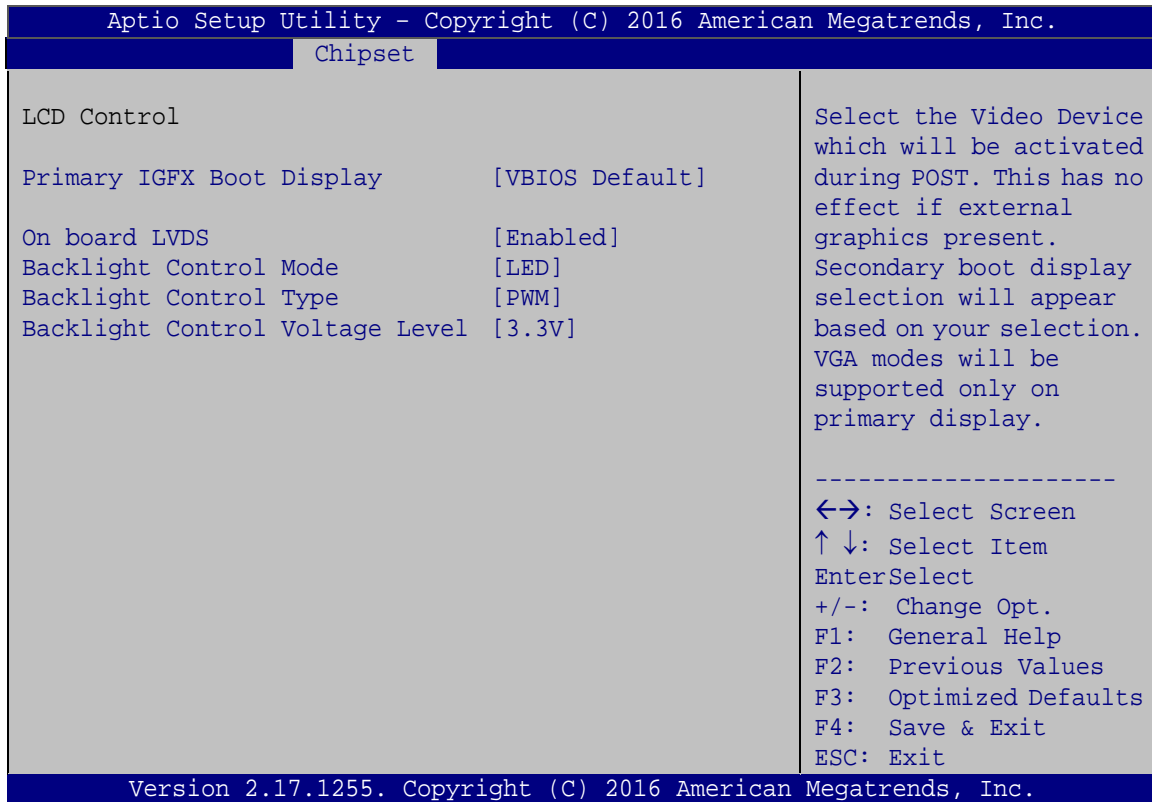 Aptio Setup Utility – Copyright (C) 2016 American Megatrends, Inc.
Chipset
LCD Control
Primary IGFX Boot Display [VBIOS Default]
On board LVDS [Enabled]
Backlight Control Mode [LED]
Backlight Control Type [PWM]
Backlight Control Voltage Level [3.3V]
Select the Video Device
which will be activated
during POST. This has no
effect if external
graphics present.
Secondary boot display
selection will appear
based on your selection.
VGA modes will be
supported only on
primary display.
---------------------
←→: Select Screen
↑ ↓: Select Item
EnterSelect
+/-: Change Opt.
F1: General Help
F2: Previous Values
F3: Optimized Defaults
F4: Save & Exit
ESC: Exit
Version 2.17.1255. Copyright (C) 2016 American Megatrends, Inc.